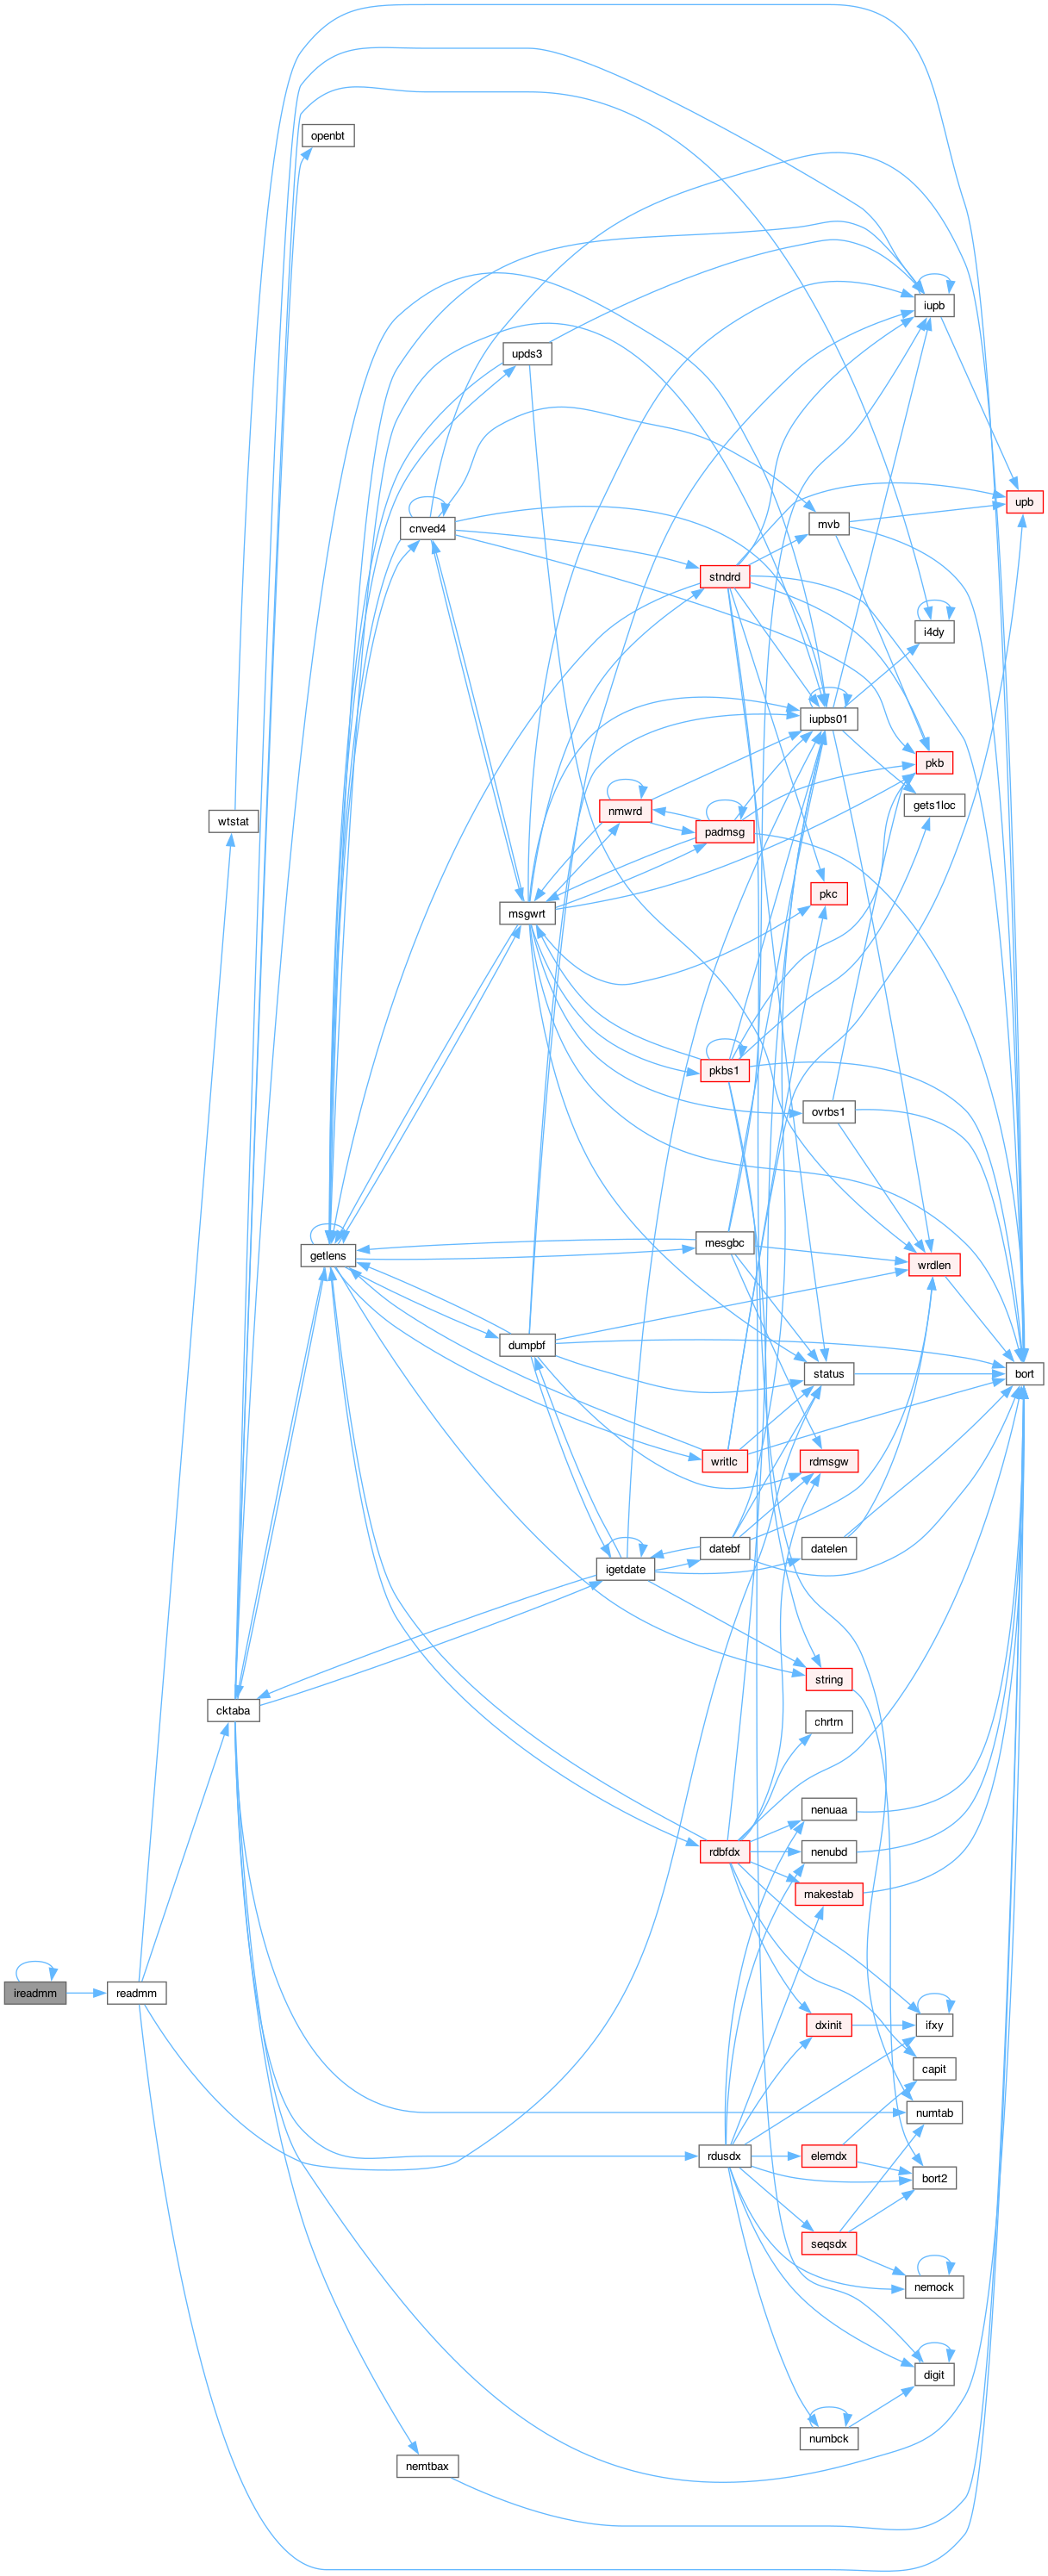 openbt
iupb
upds3
upb
mvb
cnved4
stndrd
i4dy
iupbs01
pkb
gets1loc
nmwrd
wtstat
padmsg
pkc
msgwrt
pkbs1
ovrbs1
mesgbc
getlens
wrdlen
dumpbf
status
bort
writlc
rdmsgw
datebf
datelen
igetdate
string
cktaba
chrtrn
nenuaa
rdbfdx
nenubd
makestab
ireadmm
readmm
dxinit
ifxy
capit
numtab
rdusdx
elemdx
bort2
seqsdx
nemock
digit
numbck
nemtbax